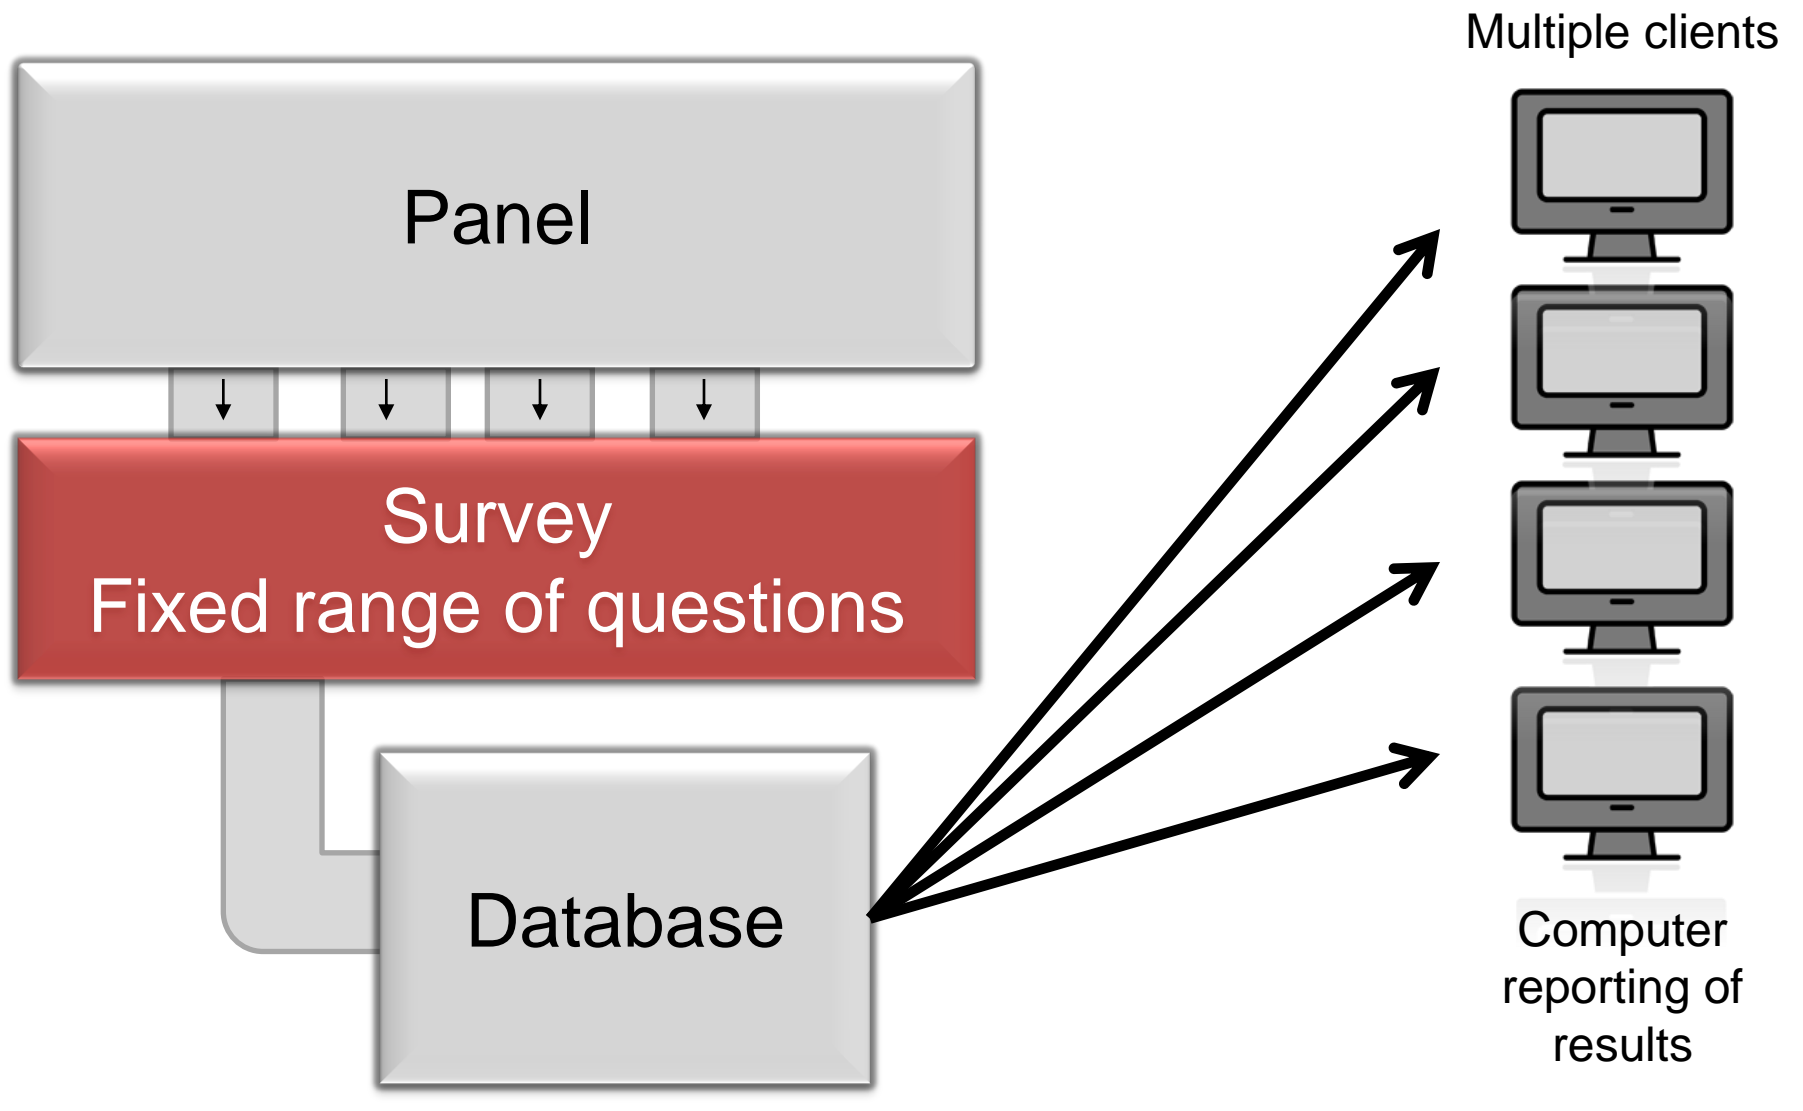 Multiple clients
Panel
Survey
Fixed range of questions
Database
Computer
reporting of
results